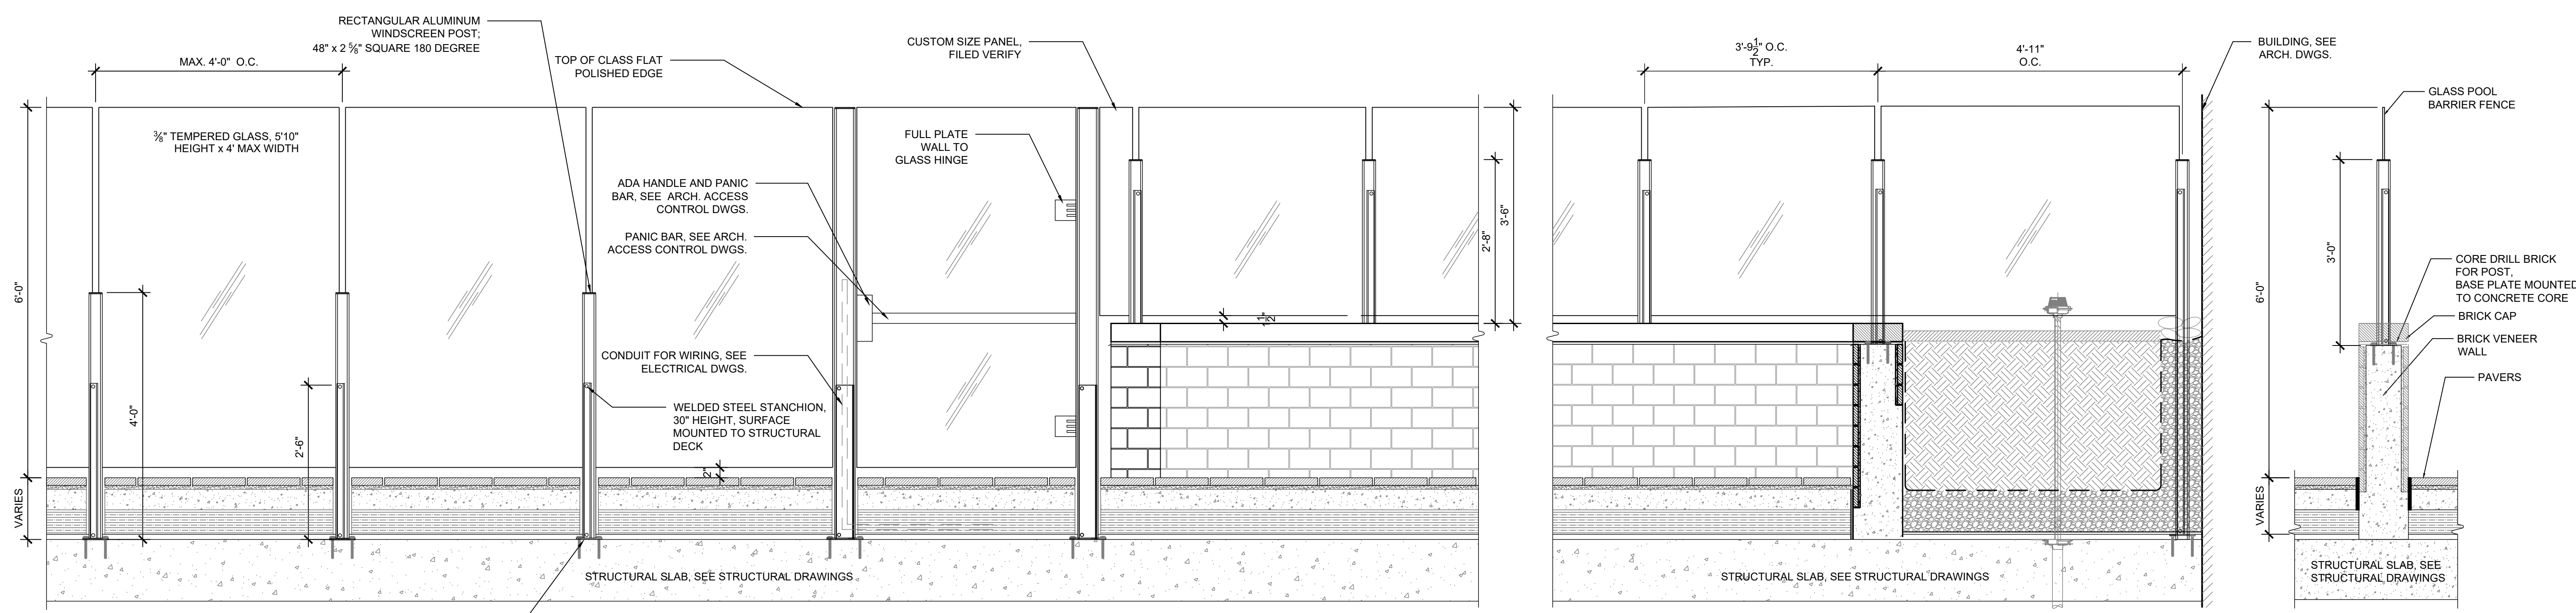 RECTANGULAR ALUMINUM
WINDSCREEN POST;
48" x 2 5⁄8" SQUARE 180 DEGREE
MAX. 4'-0" O.C.
TOP OF CLASS FLAT
POLISHED EDGE
CUSTOM SIZE PANEL,
FILED VERIFY
3'-9 1/2" O.C.
TYP.
4'-11"
O.C.
BUILDING, SEE
ARCH. DWGS.
GLASS POOL
BARRIER FENCE
3⁄8" TEMPERED GLASS, 5'10"
HEIGHT x 4' MAX WIDTH
FULL PLATE
WALL TO
GLASS HINGE
ADA HANDLE AND PANIC
BAR, SEE ARCH. ACCESS
CONTROL DWGS.
PANIC BAR, SEE ARCH.
ACCESS CONTROL DWGS.
CONDUIT FOR WIRING, SEE
ELECTRICAL DWGS.
WELDED STEEL STANCHION,
30" HEIGHT, SURFACE
MOUNTED TO STRUCTURAL
DECK
6'-0"
VARIES
4'-0"
2'-6"
2"
1 1/2"
2'-8"
3'-6"
6'-0"
3'-0"
VARIES
CORE DRILL BRICK
FOR POST,
BASE PLATE MOUNTED
TO CONCRETE CORE
BRICK CAP
BRICK VENEER
WALL
PAVERS
STRUCTURAL SLAB, SEE STRUCTURAL DRAWINGS
STRUCTURAL SLAB, SEE STRUCTURAL DRAWINGS
STRUCTURAL SLAB, SEE
STRUCTURAL DRAWINGS